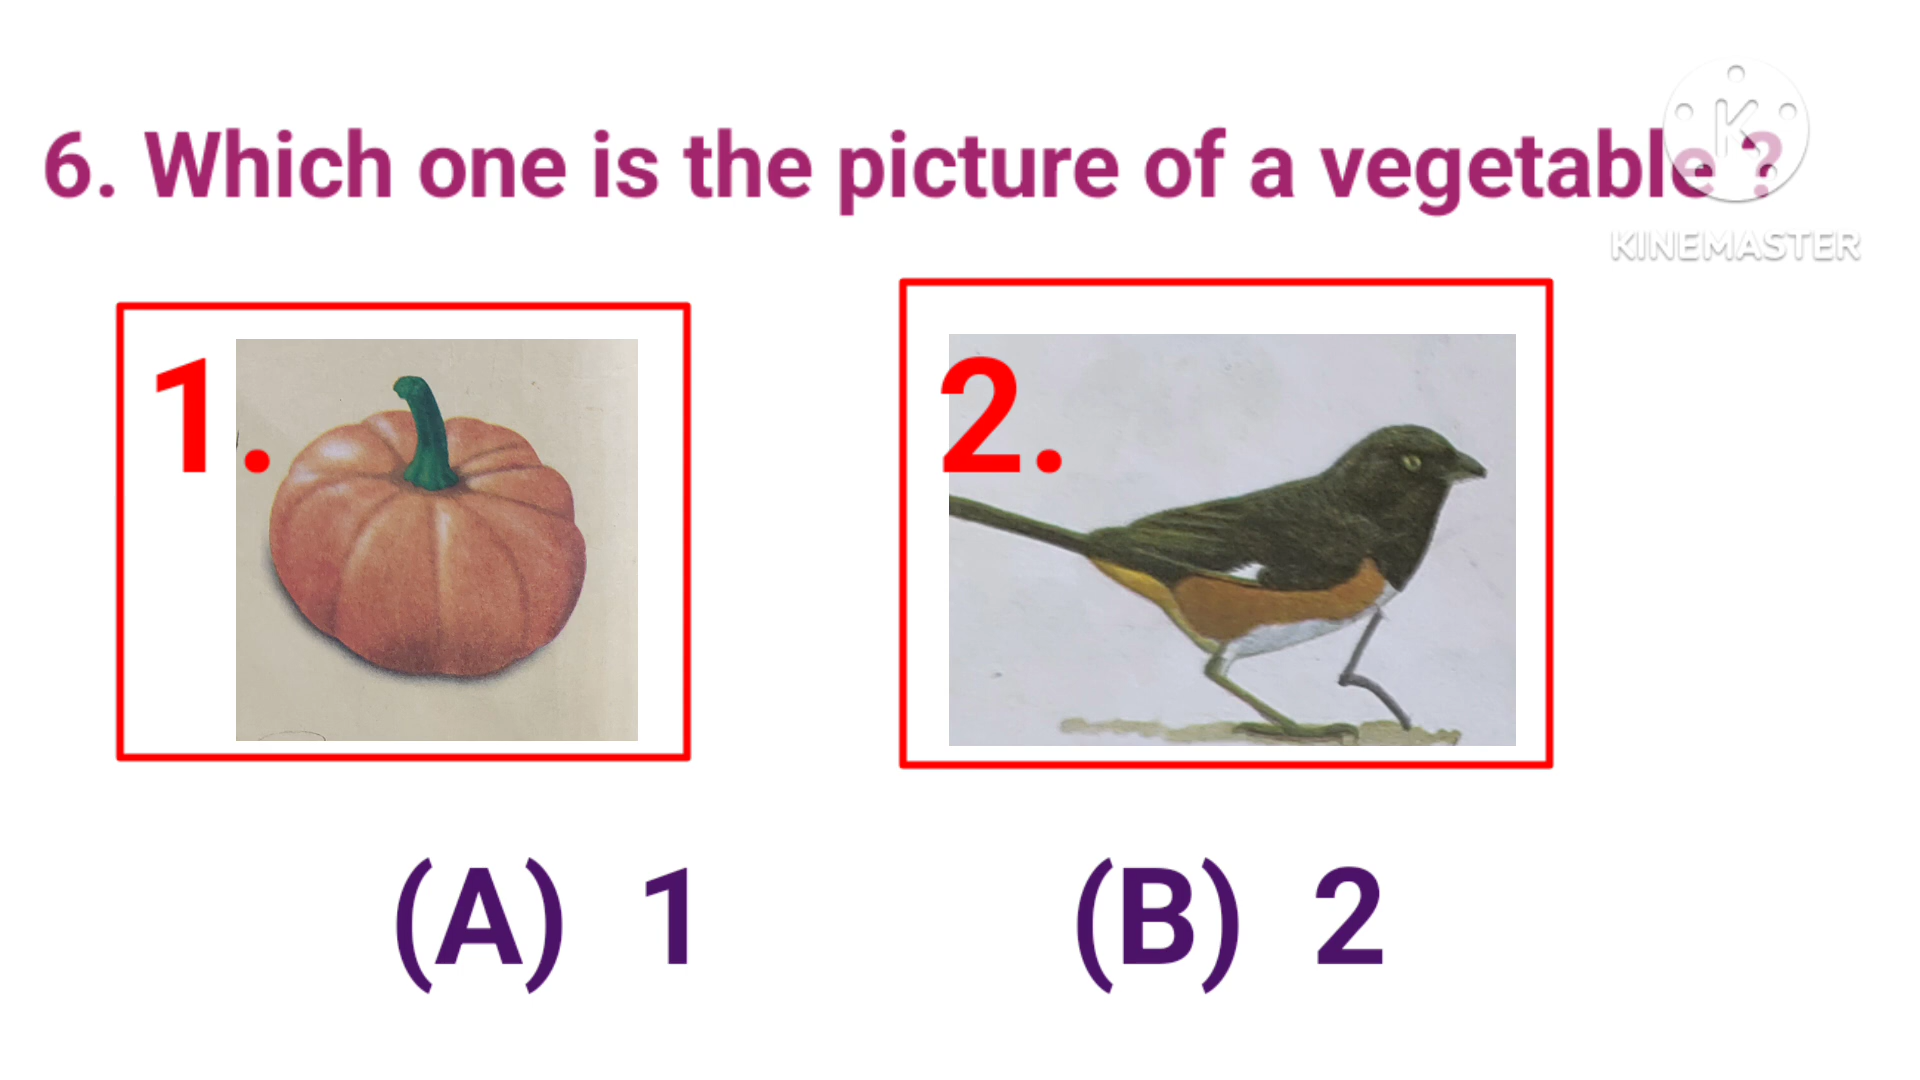 6. Which one is the picture of a vegetable ?
KINEMASTER
1.
2.
(A) 1
(B) 2